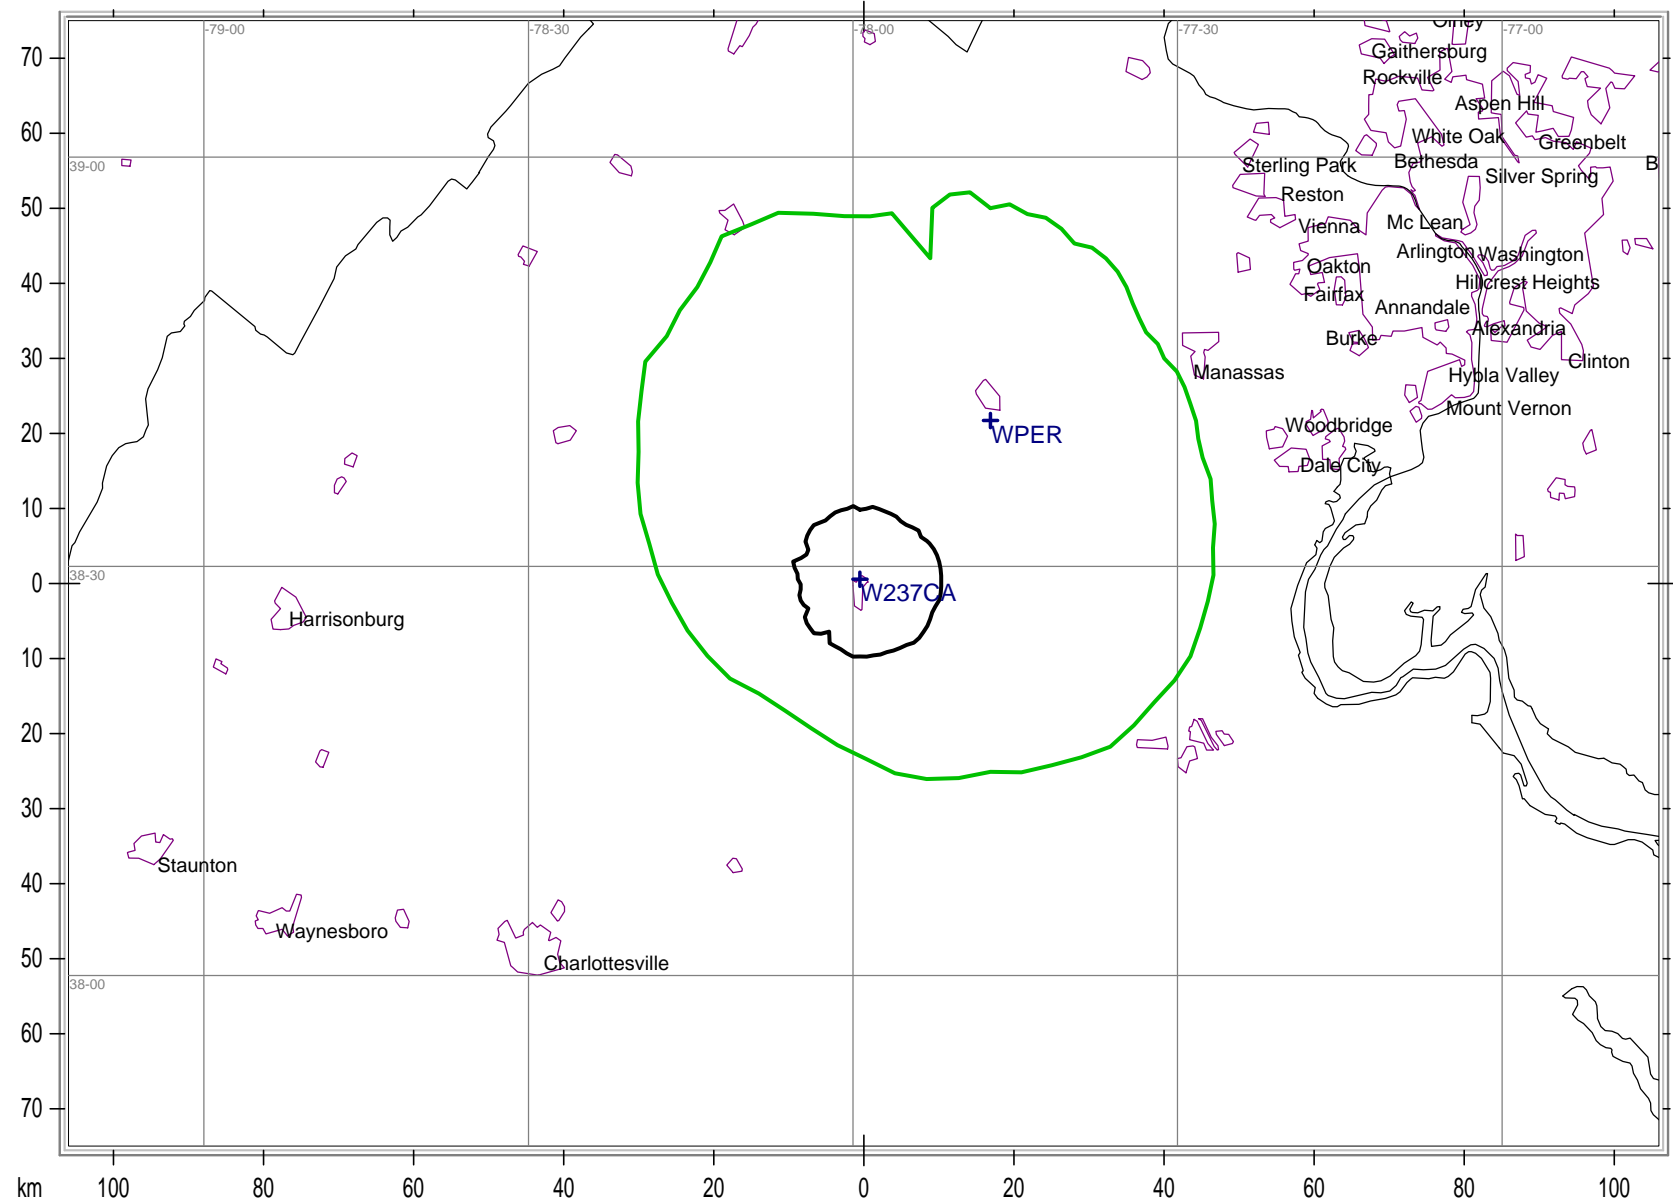 -79-00
-78-30
-78-00
-77-30
-77-00
Olney
70
Gaithersburg
Rockville
Aspen Hill
60
White Oak
Greenbelt
39-00
Sterling Park
Bethesda
B
Silver Spring
Reston
50
Vienna
Mc Lean
Arlington
Washington
Oakton
40
Hillcrest Heights
Fairfax
Annandale
Alexandria
Burke
30
Clinton
Manassas
Hybla Valley
Mount Vernon
20
Woodbridge
WPER
Dale City
10
38-30
0
W237CA
Harrisonburg
10
20
30
Staunton
40
Waynesboro
50
Charlottesville
38-00
60
70
km
100
80
60
40
20
0
20
40
60
80
100